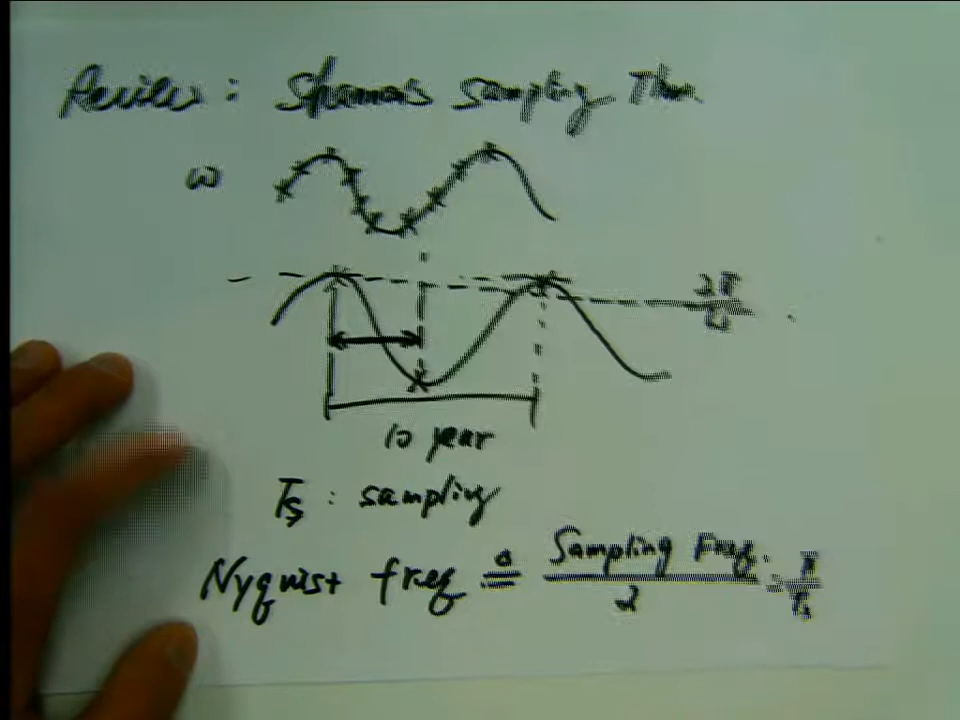 Review: Shannon's sampling Thm.
ω
2π/ω
10 year
Ts : sampling
Nyquist freq ≜ Sampling Freq. / 2 = π/Ts